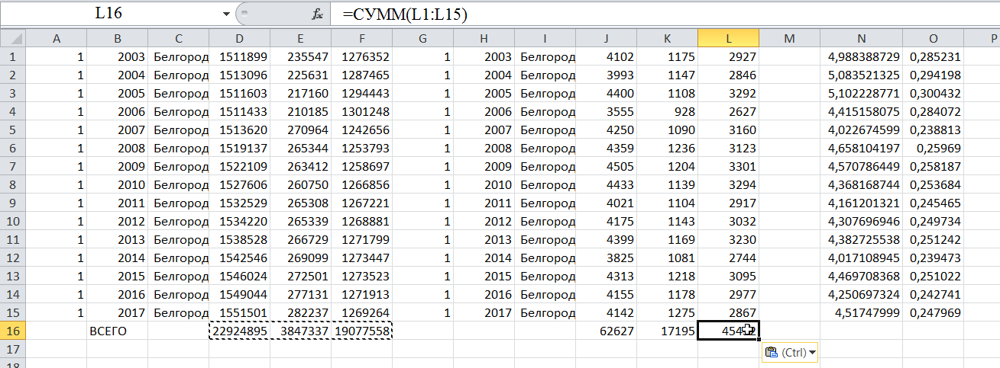 L16 fx =СУММ(L1:L15)
A B C D E F G H I J K L M N O P
1 1 2003 Белгород 1511899 235547 1276352 1 2003 Белгород 4102 1175 2927 4,988388729 0,285231
2 1 2004 Белгород 1513096 225631 1287465 1 2004 Белгород 3993 1147 2846 5,083521325 0,294198
3 1 2005 Белгород 1511603 217160 1294443 1 2005 Белгород 4400 1108 3292 5,102228771 0,300432
4 1 2006 Белгород 1511433 210185 1301248 1 2006 Белгород 3555 928 2627 4,415158075 0,284072
5 1 2007 Белгород 1513620 270964 1242656 1 2007 Белгород 4250 1090 3160 4,022674599 0,238813
6 1 2008 Белгород 1519137 265344 1253793 1 2008 Белгород 4359 1236 3123 4,658104197 0,25969
7 1 2009 Белгород 1522109 263412 1258697 1 2009 Белгород 4505 1204 3301 4,570786449 0,258187
8 1 2010 Белгород 1527606 260750 1266856 1 2010 Белгород 4433 1139 3294 4,368168744 0,253684
9 1 2011 Белгород 1532529 265308 1267221 1 2011 Белгород 4021 1104 2917 4,161201321 0,245465
10 1 2012 Белгород 1534220 265339 1268881 1 2012 Белгород 4175 1143 3032 4,307696946 0,249734
11 1 2013 Белгород 1538528 266729 1271799 1 2013 Белгород 4399 1169 3230 4,382725538 0,251242
12 1 2014 Белгород 1542546 269099 1273447 1 2014 Белгород 3825 1081 2744 4,017108945 0,239473
13 1 2015 Белгород 1546024 272501 1273523 1 2015 Белгород 4313 1218 3095 4,469708368 0,251022
14 1 2016 Белгород 1549044 277131 1271913 1 2016 Белгород 4155 1178 2977 4,250697324 0,242741
15 1 2017 Белгород 1551501 282237 1269264 1 2017 Белгород 4142 1275 2867 4,51747999 0,247969
16 ВСЕГО 22924895 3847337 19077558 62627 17195
17 (Ctrl)
18